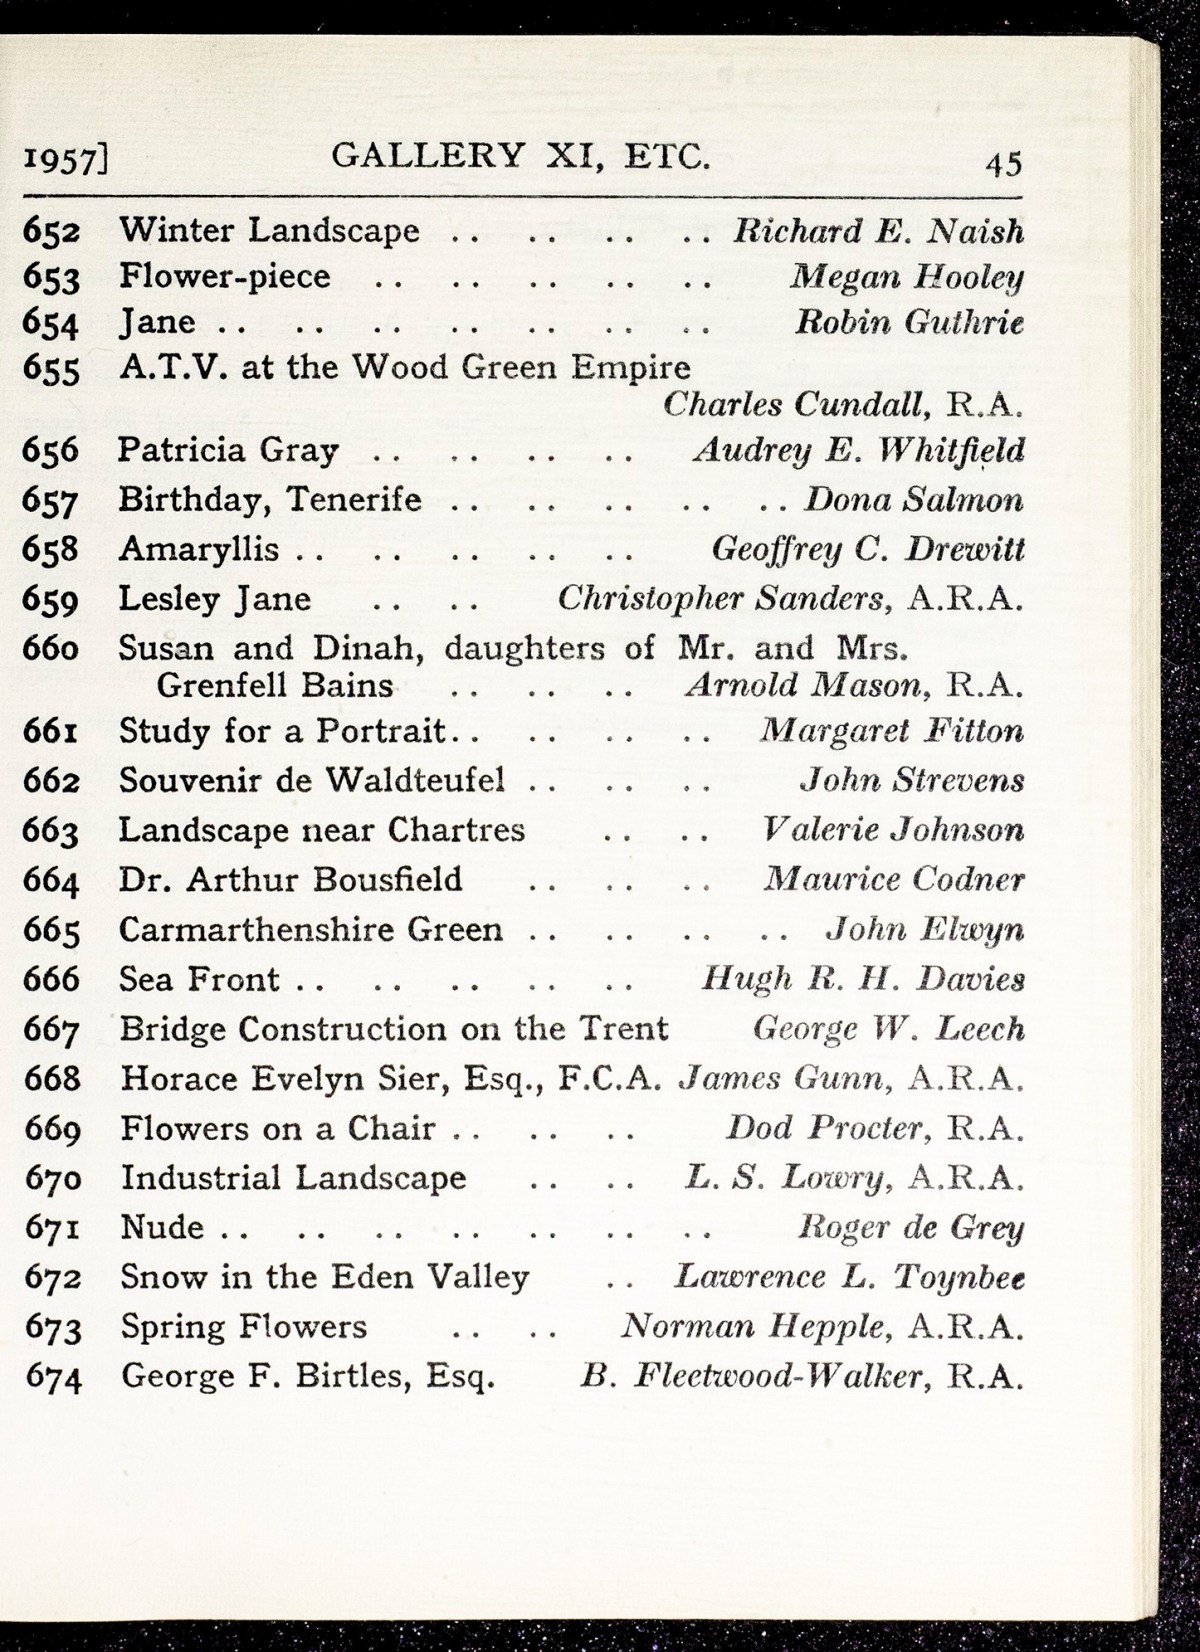 1957] GALLERY XI, ETC. 45
652 Winter Landscape .. .. .. .. Richard E. Naish
653 Flower-piece .. .. .. .. .. Megan Hooley
654 Jane .. .. .. .. .. .. .. Robin Guthrie
655 A.T.V. at the Wood Green Empire
Charles Cundall, R.A.
656 Patricia Gray .. .. .. .. Audrey E. Whitfield
657 Birthday, Tenerife .. .. .. .. .. Dona Salmon
658 Amaryllis .. .. .. .. .. Geoffrey C. Drewitt
659 Lesley Jane .. .. Christopher Sanders, A.R.A.
660 Susan and Dinah, daughters of Mr. and Mrs.
Grenfell Bains .. .. .. Arnold Mason, R.A.
661 Study for a Portrait .. .. .. .. Margaret Fitton
662 Souvenir de Waldteufel .. .. .. John Strevens
663 Landscape near Chartres .. .. Valerie Johnson
664 Dr. Arthur Bousfield .. .. .. Maurice Codner
665 Carmarthenshire Green .. .. .. .. John Elwyn
666 Sea Front .. .. .. .. .. Hugh R. H. Davies
667 Bridge Construction on the Trent George W. Leech
668 Horace Evelyn Sier, Esq., F.C.A. James Gunn, A.R.A.
669 Flowers on a Chair .. .. .. Dod Procter, R.A.
670 Industrial Landscape .. .. L. S. Lowry, A.R.A.
671 Nude .. .. .. .. .. .. .. Roger de Grey
672 Snow in the Eden Valley .. Lawrence L. Toynbee
673 Spring Flowers .. .. Norman Hepple, A.R.A.
674 George F. Birtles, Esq. B. Fleetwood-Walker, R.A.